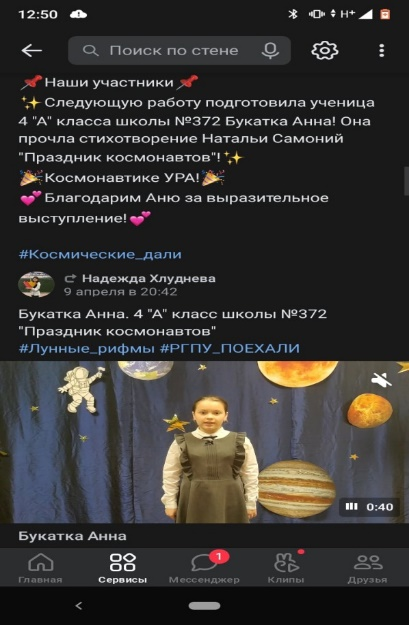 12:50
H+
Поиск по стене
📌Наши участники📌
✨Следующую работу подготовила ученица
4 "А" класса школы №372 Букатка Анна! Она
прочла стихотворение Натальи Самоний
"Праздник космонавтов"!✨
🎉Космонавтике УРА!🎉
💕Благодарим Аню за выразительное
выступление!💕
#Космические_дали
Надежда Хлуднева
9 апреля в 20:42
Букатка Анна. 4 "А" класс школы №372
"Праздник космонавтов"
#Лунные_рифмы #РГПУ_ПОЕХАЛИ
0:40
Букатка Анна
1
Главная Сервисы Мессенджер Клипы Друзья